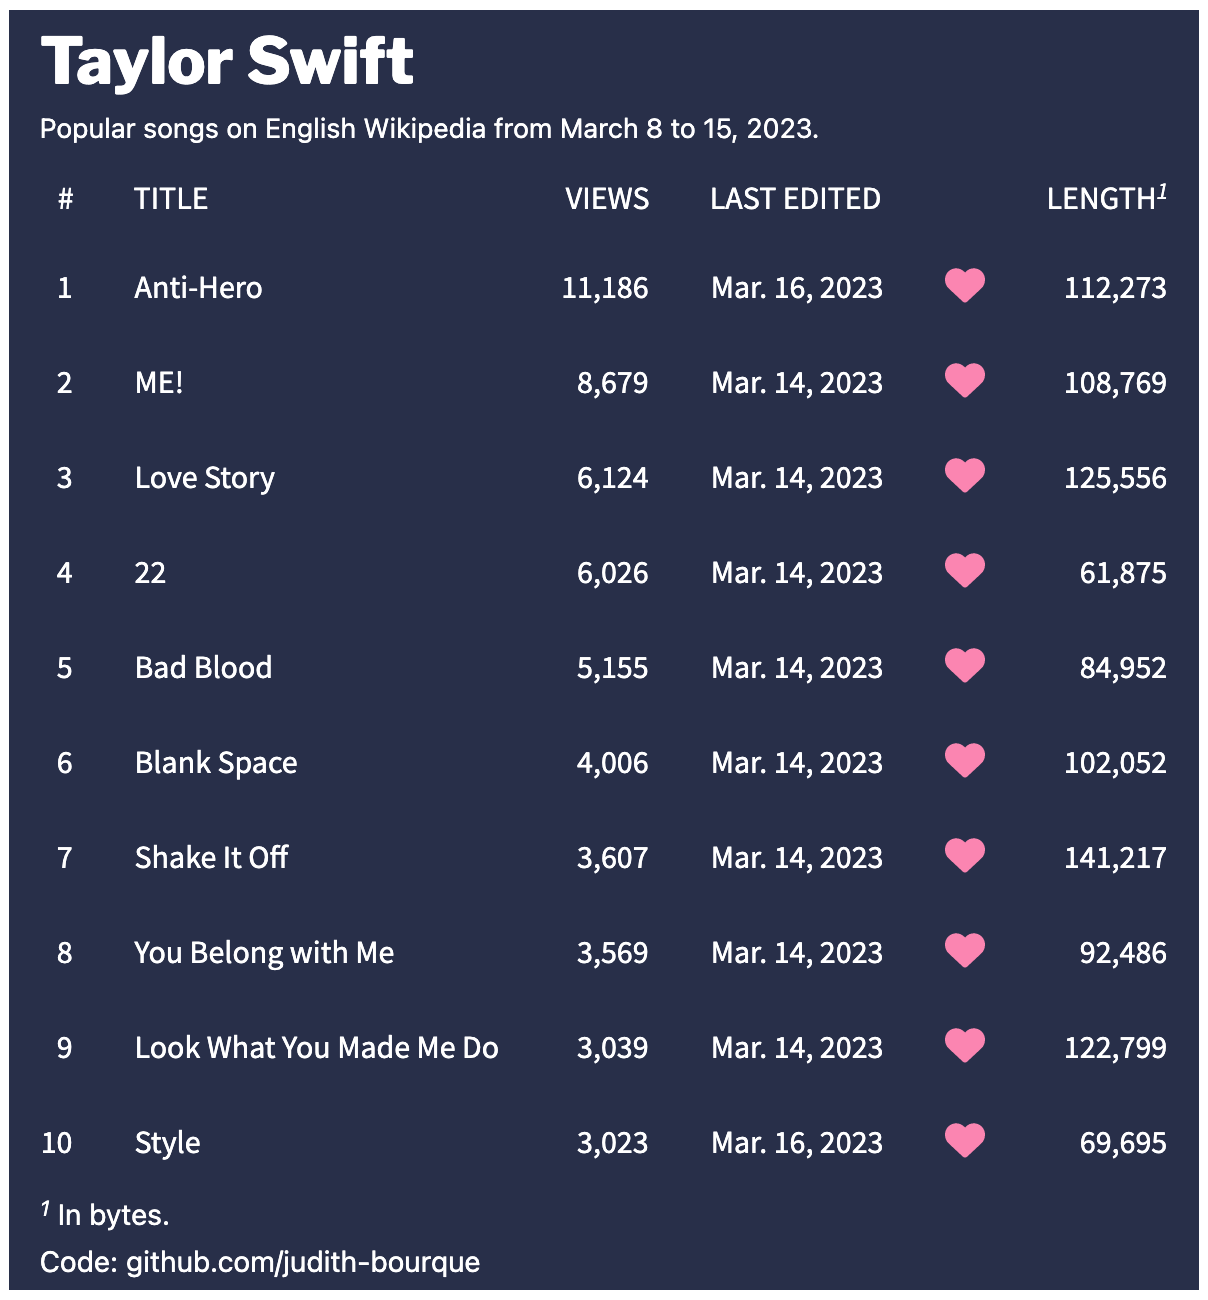 Taylor Swift
Popular songs on English Wikipedia from March 8 to 15, 2023.
# TITLE VIEWS LAST EDITED LENGTH¹
1 Anti-Hero 11,186 Mar. 16, 2023 112,273
2 ME! 8,679 Mar. 14, 2023 108,769
3 Love Story 6,124 Mar. 14, 2023 125,556
4 22 6,026 Mar. 14, 2023 61,875
5 Bad Blood 5,155 Mar. 14, 2023 84,952
6 Blank Space 4,006 Mar. 14, 2023 102,052
7 Shake It Off 3,607 Mar. 14, 2023 141,217
8 You Belong with Me 3,569 Mar. 14, 2023 92,486
9 Look What You Made Me Do 3,039 Mar. 14, 2023 122,799
10 Style 3,023 Mar. 16, 2023 69,695
¹ In bytes.
Code: github.com/judith-bourque